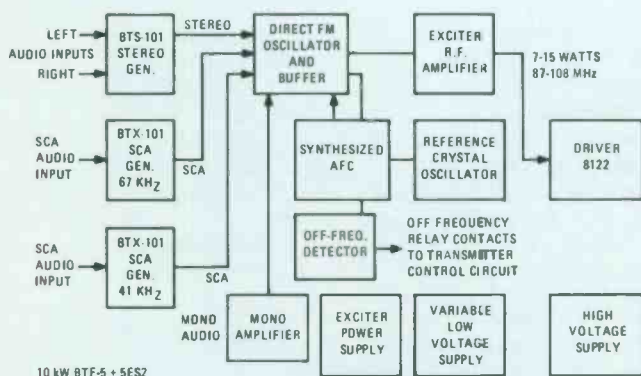 LEFT
AUDIO INPUTS
RIGHT
BTS-101
STEREO
GEN.
STEREO
DIRECT FM
OSCILLATOR
AND
BUFFER
EXCITER
R.F.
AMPLIFIER
7-15 WATTS
87-108 MHz
SCA
AUDIO
INPUT
BTX-101
SCA
GEN.
67 KHZ
SCA
SYNTHESIZED
AFC
REFERENCE
CRYSTAL
OSCILLATOR
DRIVER
8122
OFF-FREQ.
DETECTOR
OFF FREQUENCY
RELAY CONTACTS
TO TRANSMITTER
CONTROL CIRCUIT
SCA
AUDIO
INPUT
BTX-101
SCA
GEN.
41 KHZ
SCA
MONO
AUDIO
MONO
AMPLIFIER
EXCITER
POWER
SUPPLY
VARIABLE LOW
VOLTAGE
SUPPLY
HIGH
VOLTAGE
SUPPLY
10 kW BTF-5 + 5ES2